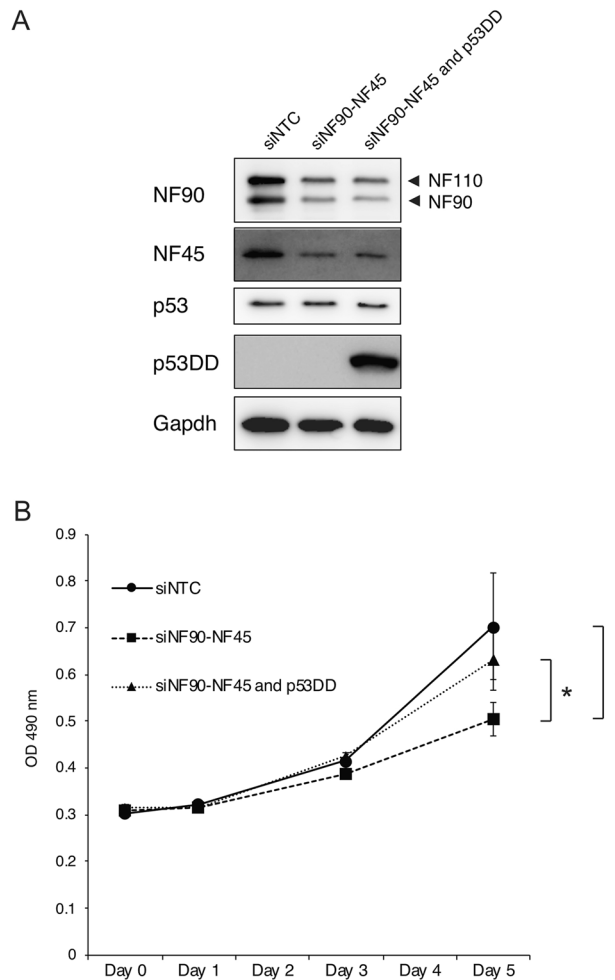 A
siNTC
siNF90-NF45
siNF90-NF45 and p53DD
NF90
NF110
NF90
NF45
p53
p53DD
Gapdh
B
0.9
0.8
0.7
0.6
0.5
0.4
0.3
0.2
0.1
0
OD 490 nm
siNTC
siNF90-NF45
siNF90-NF45 and p53DD
*
Day 0
Day 1
Day 2
Day 3
Day 4
Day 5